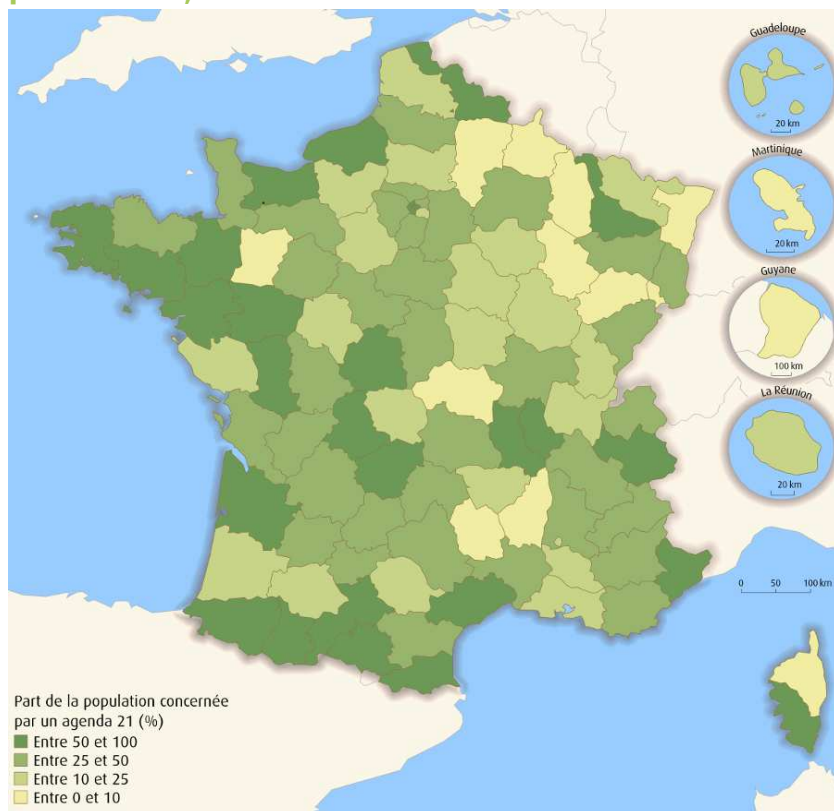 Guadeloupe
20 km
Martinique
20 km
Guyane
100 km
La Réunion
20 km
0 50 100 km
Part de la population concernée
par un agenda 21 (%)
Entre 50 et 100
Entre 25 et 50
Entre 10 et 25
Entre 0 et 10